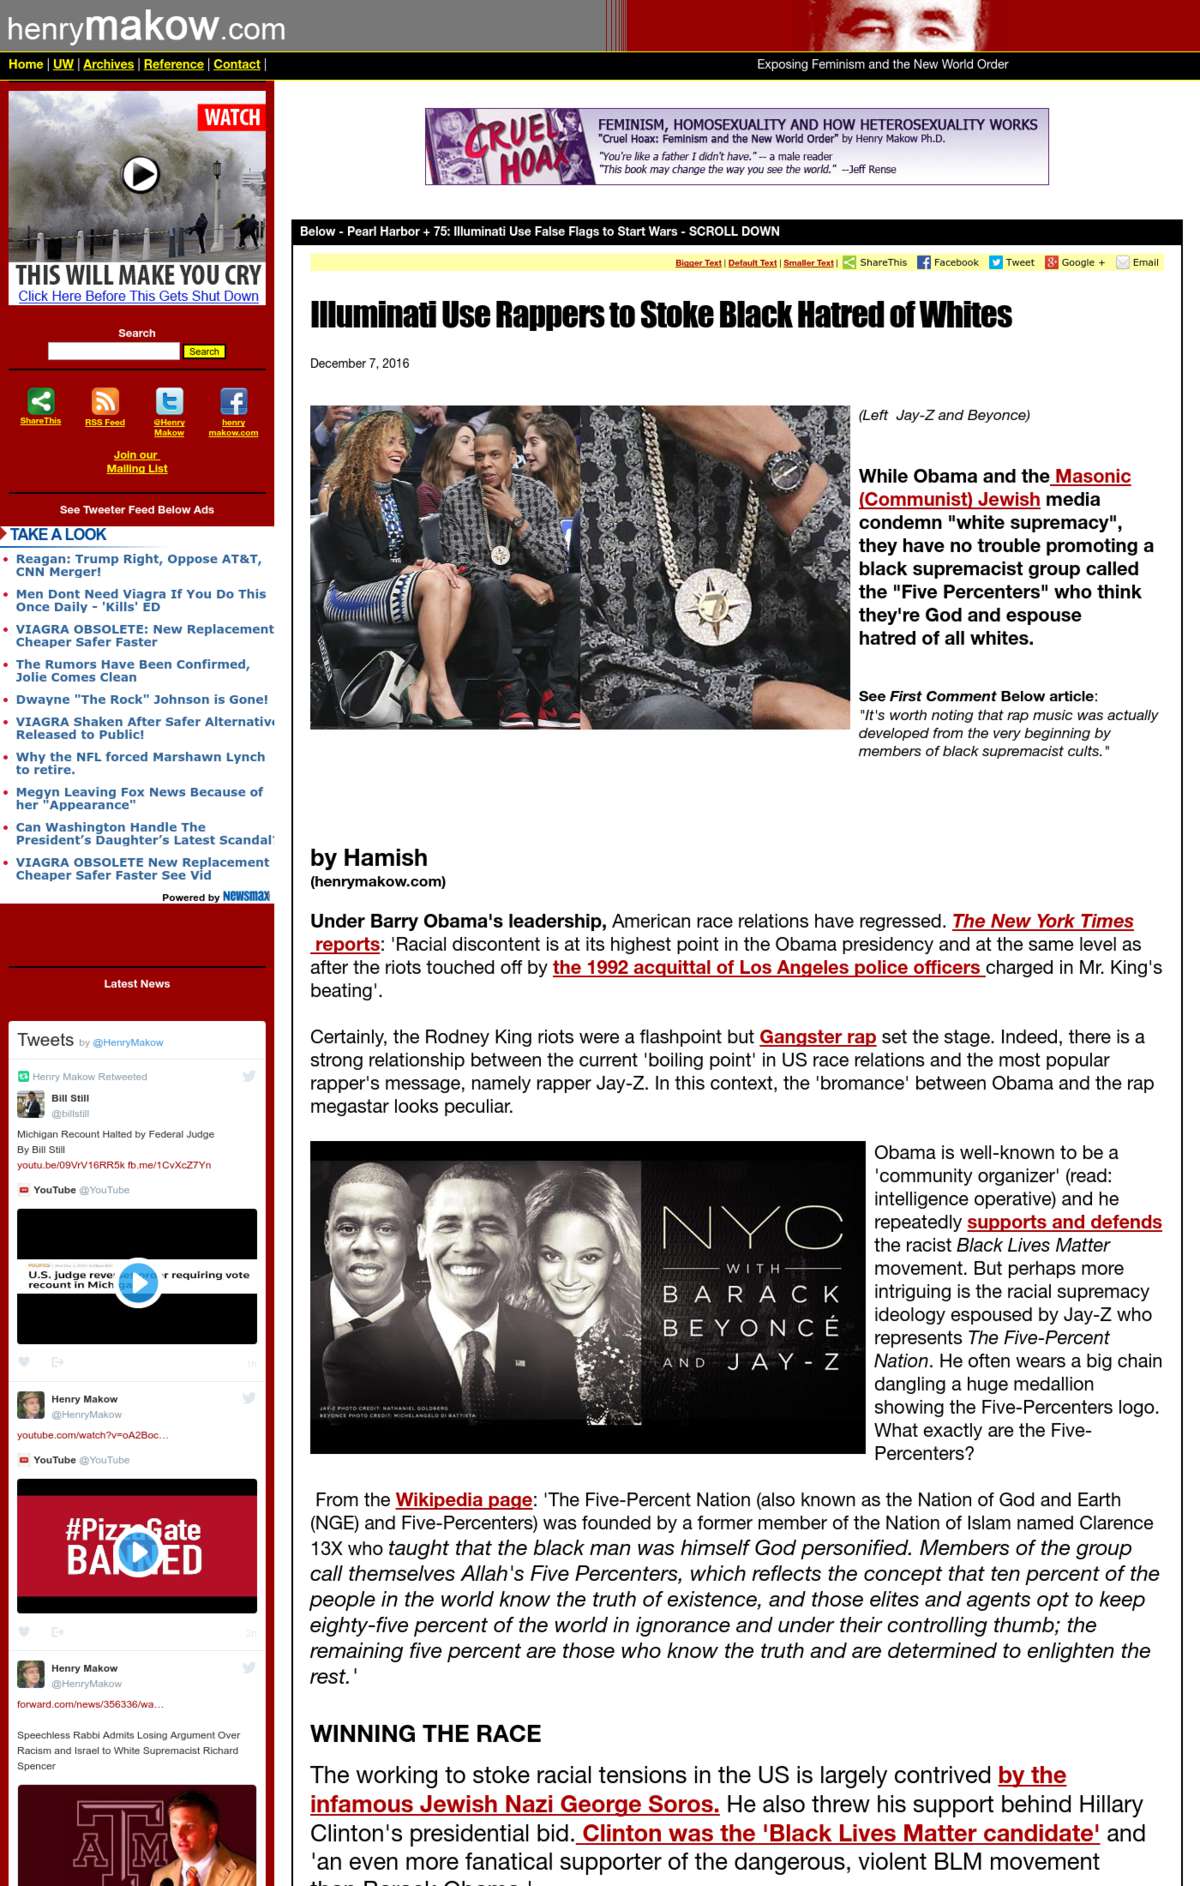 henrymakow.com
Home | UW | Archives | Reference | Contact |
Exposing Feminism and the New World Order
WATCH
THIS WILL MAKE YOU CRY
Click Here Before This Gets Shut Down
Search
Search
ShareThis
RSS Feed
@Henry
Makow
henry
makow.com
Join our
Mailing List
See Tweeter Feed Below Ads
TAKE A LOOK
• Reagan: Trump Right, Oppose AT&T,
CNN Merger!
• Men Dont Need Viagra If You Do This
Once Daily - 'Kills' ED
• VIAGRA OBSOLETE: New Replacement
Cheaper Safer Faster
• The Rumors Have Been Confirmed,
Jolie Comes Clean
• Dwayne "The Rock" Johnson is Gone!
• VIAGRA Shaken After Safer Alternative
Released to Public!
• Why the NFL forced Marshawn Lynch
to retire.
• Megyn Leaving Fox News Because of
her "Appearance"
• Can Washington Handle The
President's Daughter's Latest Scandal?
• VIAGRA OBSOLETE New Replacement
Cheaper Safer Faster See Vid
Powered by Newsmax
Latest News
Tweets by @HenryMakow
Henry Makow Retweeted
Bill Still
@billstill
Michigan Recount Halted by Federal Judge
By Bill Still
youtu.be/09VrV16RR5k fb.me/1CvXcZ7Yn
YouTube @YouTube
U.S. judge requiring vote
recount in
1h
Henry Makow
@HenryMakow
youtube.com/watch?v=oA2Boc…
YouTube @YouTube
#PizzaGate
BANNED
2h
Henry Makow
@HenryMakow
forward.com/news/356336/wa…
Speechless Rabbi Admits Losing Argument Over
Racism and Israel to White Supremacist Richard
Spencer
ATM
CRUEL
HOAX
FEMINISM, HOMOSEXUALITY AND HOW HETEROSEXUALITY WORKS
"Cruel Hoax: Feminism and the New World Order" by Henry Makow Ph.D.
"You're like a father I didn't have." -- a male reader
"This book may change the way you see the world." --Jeff Rense
Below - Pearl Harbor + 75: Illuminati Use False Flags to Start Wars - SCROLL DOWN
Bigger Text | Default Text | Smaller Text | ShareThis Facebook Tweet Google + Email
Illuminati Use Rappers to Stoke Black Hatred of Whites
December 7, 2016
(Left Jay-Z and Beyonce)
While Obama and the Masonic
(Communist) Jewish media
condemn "white supremacy",
they have no trouble promoting a
black supremacist group called
the "Five Percenters" who think
they're God and espouse
hatred of all whites.
See First Comment Below article:
"It's worth noting that rap music was actually
developed from the very beginning by
members of black supremacist cults."
by Hamish
(henrymakow.com)
Under Barry Obama's leadership, American race relations have regressed. The New York Times
reports: 'Racial discontent is at its highest point in the Obama presidency and at the same level as
after the riots touched off by the 1992 acquittal of Los Angeles police officers charged in Mr. King's
beating'.
Certainly, the Rodney King riots were a flashpoint but Gangster rap set the stage. Indeed, there is a
strong relationship between the current 'boiling point' in US race relations and the most popular
rapper's message, namely rapper Jay-Z. In this context, the 'bromance' between Obama and the rap
megastar looks peculiar.
NYC
WITH
BARACK
BEYONCÉ
AND JAY-Z
JAY-Z PHOTO CREDIT: NATHANIEL GOLDBERG
BEYONCE PHOTO CREDIT: MICHELANGELO DI BATTISTA
Obama is well-known to be a
'community organizer' (read:
intelligence operative) and he
repeatedly supports and defends
the racist Black Lives Matter
movement. But perhaps more
intriguing is the racial supremacy
ideology espoused by Jay-Z who
represents The Five-Percent
Nation. He often wears a big chain
dangling a huge medallion
showing the Five-Percenters logo.
What exactly are the Five-
Percenters?
From the Wikipedia page: 'The Five-Percent Nation (also known as the Nation of God and Earth
(NGE) and Five-Percenters) was founded by a former member of the Nation of Islam named Clarence
13X who taught that the black man was himself God personified. Members of the group
call themselves Allah's Five Percenters, which reflects the concept that ten percent of the
people in the world know the truth of existence, and those elites and agents opt to keep
eighty-five percent of the world in ignorance and under their controlling thumb; the
remaining five percent are those who know the truth and are determined to enlighten the
rest.'
WINNING THE RACE
The working to stoke racial tensions in the US is largely contrived by the
infamous Jewish Nazi George Soros. He also threw his support behind Hillary
Clinton's presidential bid. Clinton was the 'Black Lives Matter candidate' and
'an even more fanatical supporter of the dangerous, violent BLM movement
than Barack Obama.'